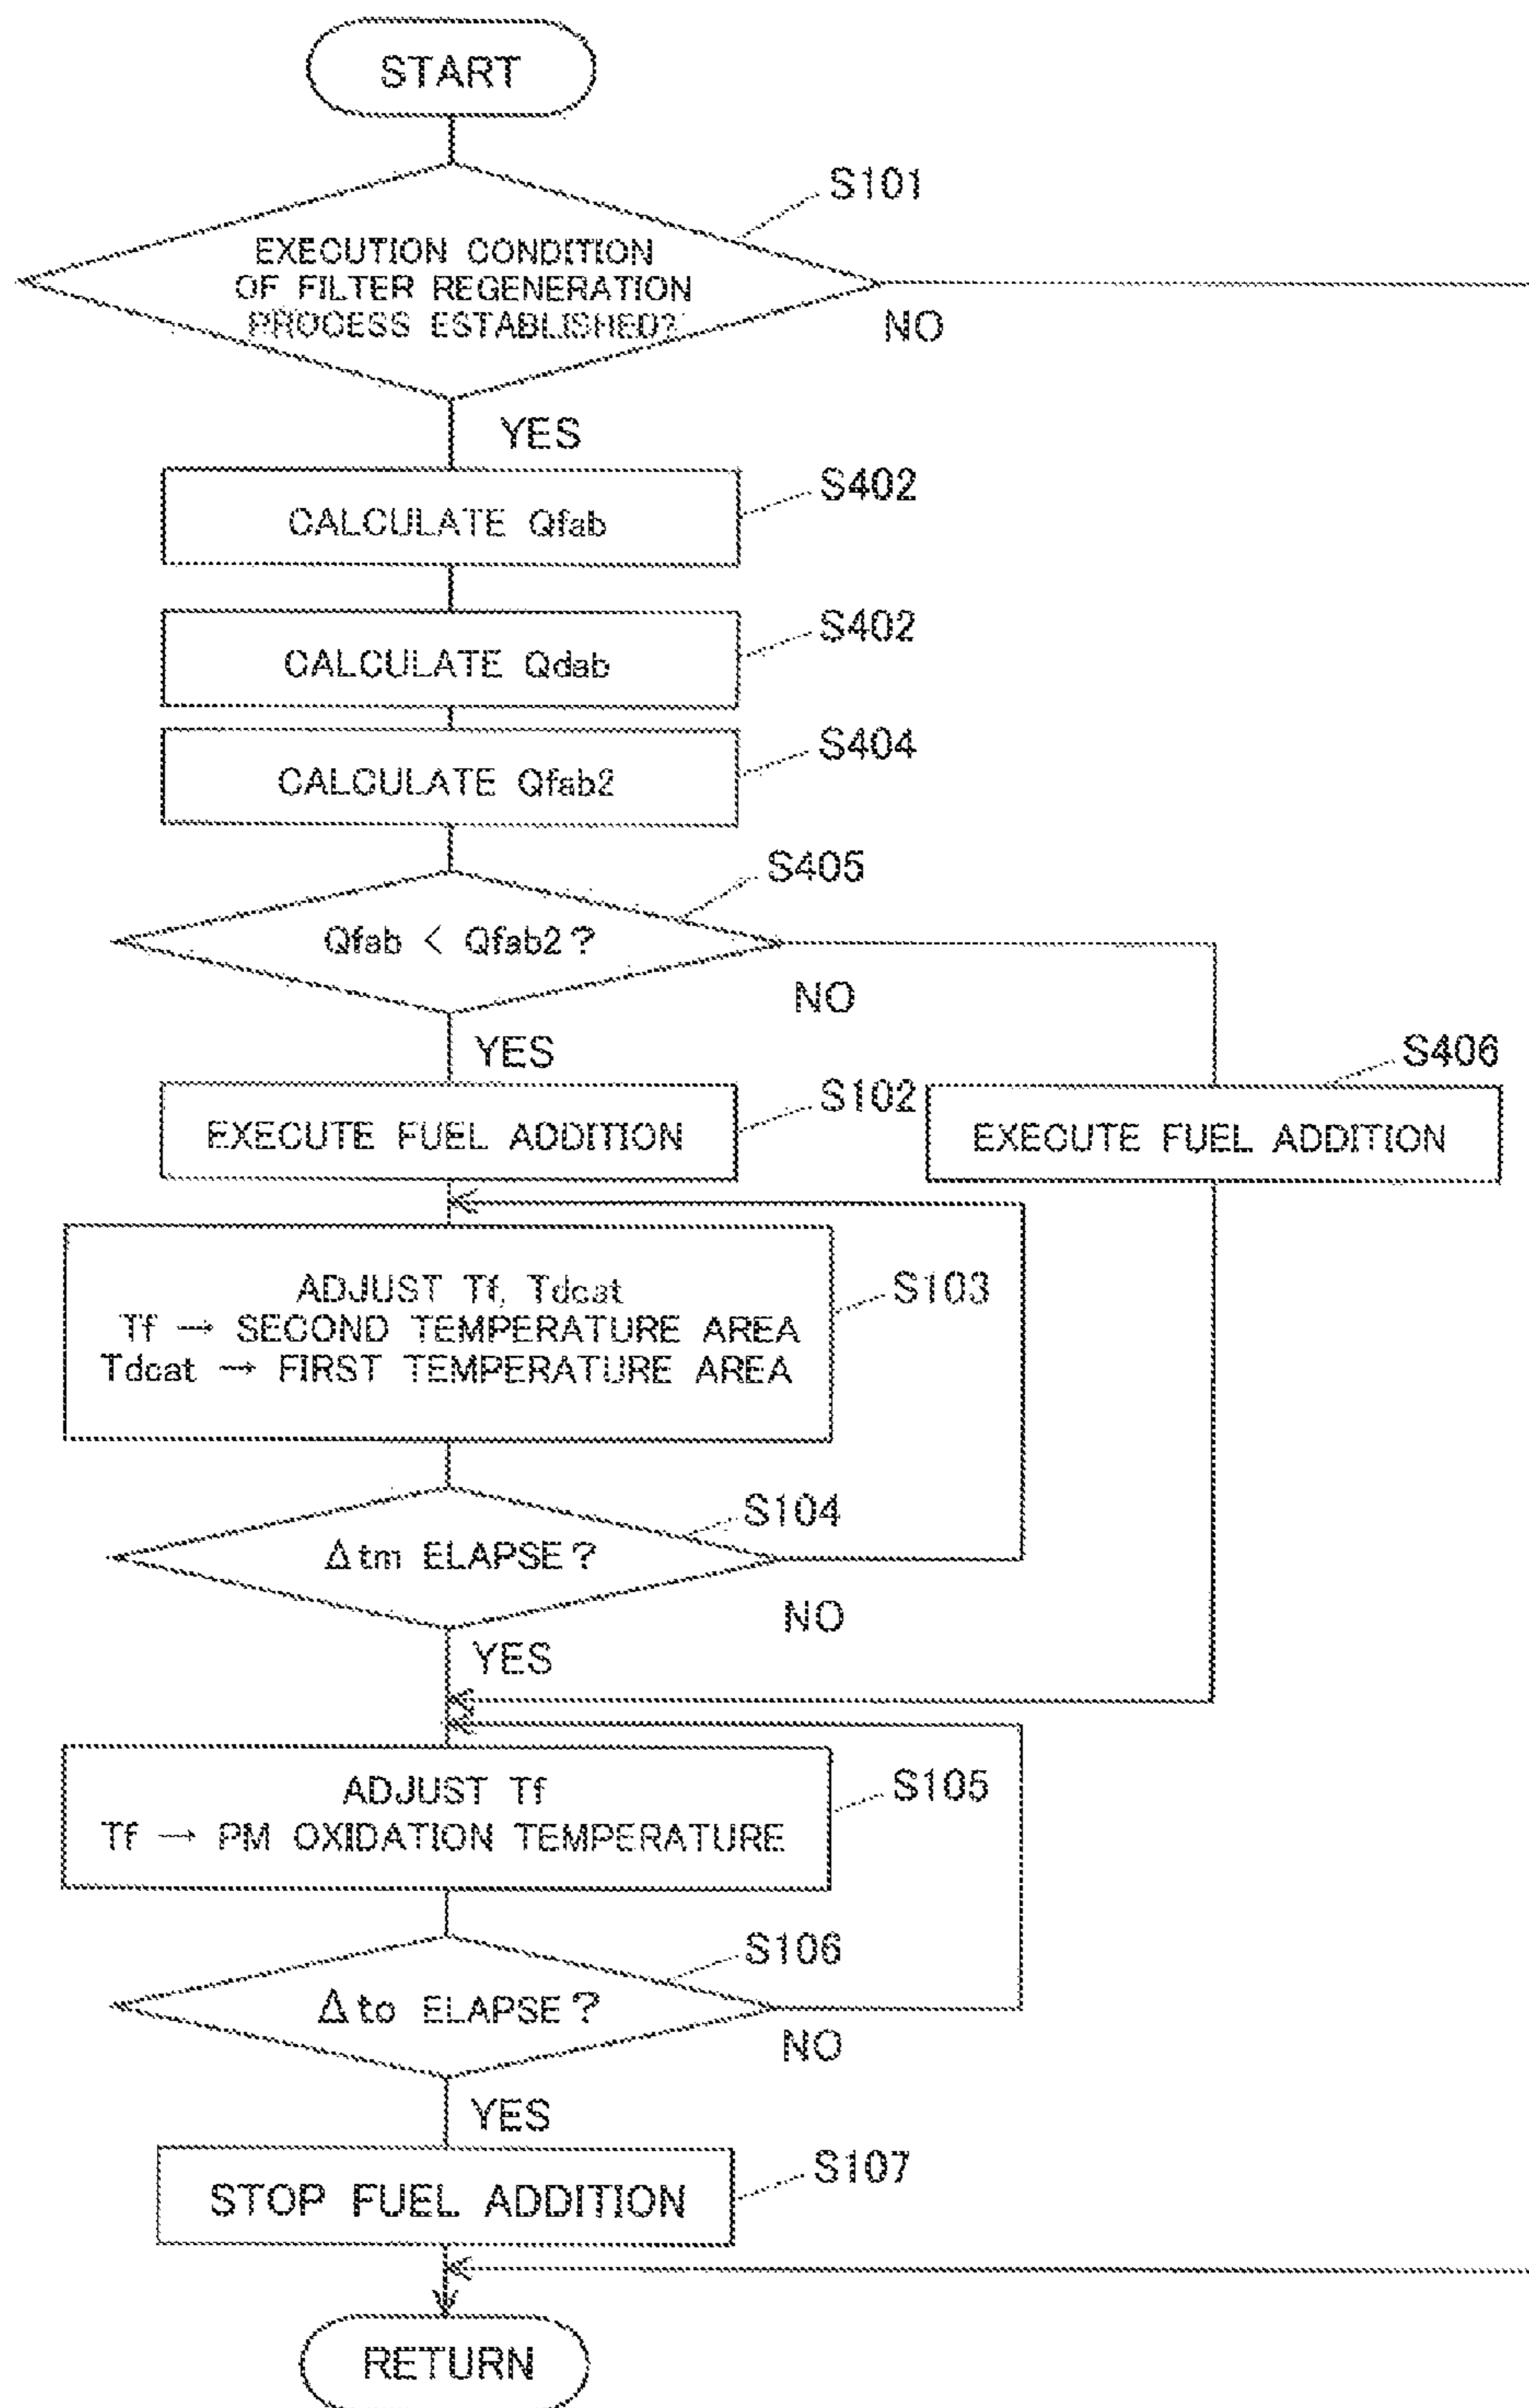 START
S101
EXECUTION CONDITION
OF FILTER REGENERATION
PROCESS ESTABLISHED?
NO
YES
S402
CALCULATE Qfab
S402
CALCULATE Qdab
S404
CALCULATE Qfab2
S405
Qfab < Qfab2?
NO
YES
S406
S102
EXECUTE FUEL ADDITION
EXECUTE FUEL ADDITION
S103
ADJUST Tf, Tdcat
Tf → SECOND TEMPERATURE AREA
Tdcat → FIRST TEMPERATURE AREA
S104
Δtm ELAPSE?
NO
YES
S105
ADJUST Tf
Tf → PM OXIDATION TEMPERATURE
S106
Δto ELAPSE?
NO
YES
S107
STOP FUEL ADDITION
RETURN